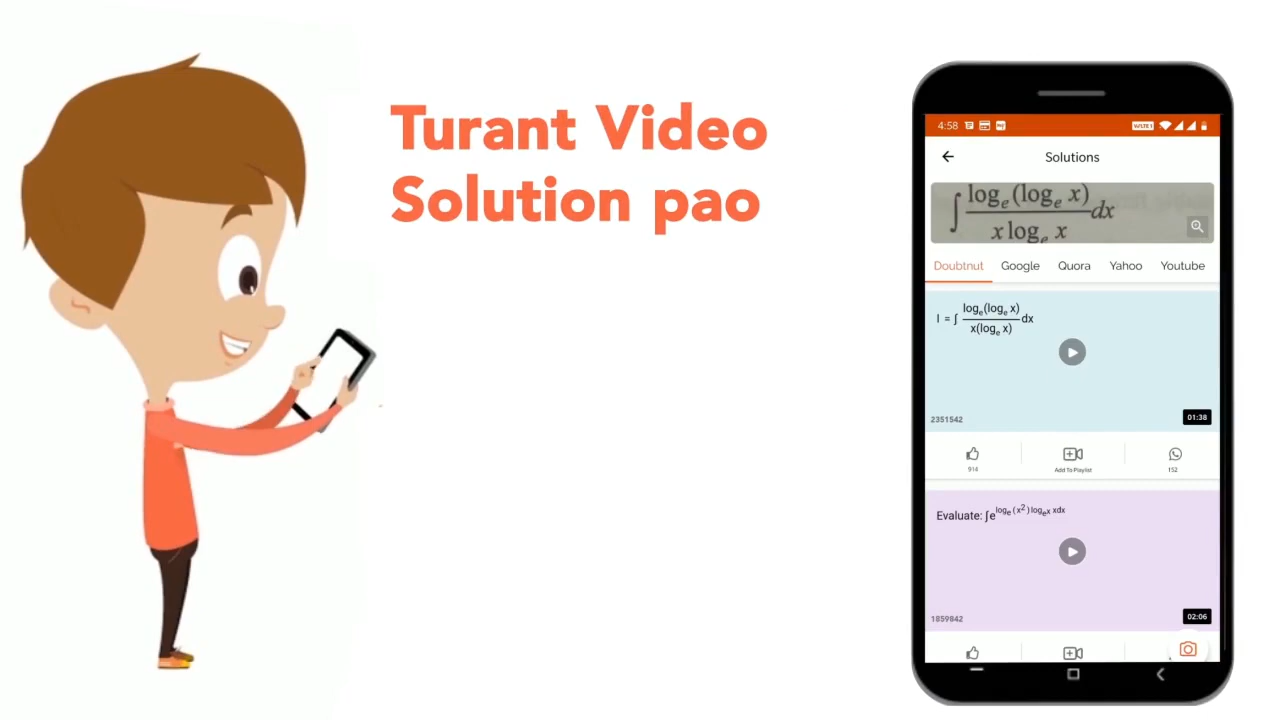 Turant Video
Solution pao
4:58
Solutions
∫ logₑ(logₑ x) / x logₑ x dx
Doubtnut Google Quora Yahoo Youtube
I = ∫ logₑ(logₑ x) / x(logₑ x) dx
2351542 01:38
914 Add To Playlist 152
Evaluate: ∫e^logₑ(x²)logₑx xdx
1859842 02:06